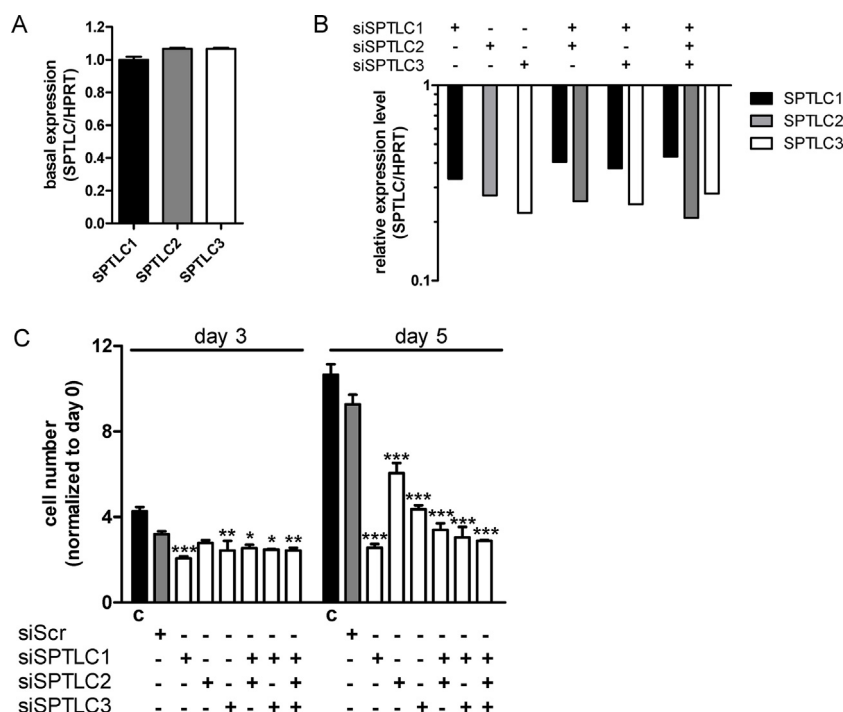 A
basal expression
(SPTLC/HPRT)
1.2
1.0
0.8
0.6
0.4
0.2
0.0
SPTLC1
SPTLC2
SPTLC3
B
siSPTLC1 + - - + + +
siSPTLC2 - + - + - +
siSPTLC3 - - + - + +
relative expression level
(SPTLC/HPRT)
1
0.1
SPTLC1
SPTLC2
SPTLC3
C
day 3
day 5
cell number
(normalized to day 0)
12
8
4
0
*** ** * * **
*** *** *** *** *** ***
c c
siScr + - - - - - - + - - - - - -
siSPTLC1 - + - - + + + - + - - + + +
siSPTLC2 - - + - + - + - - + - + - +
siSPTLC3 - - - + - + + - - - + - + +